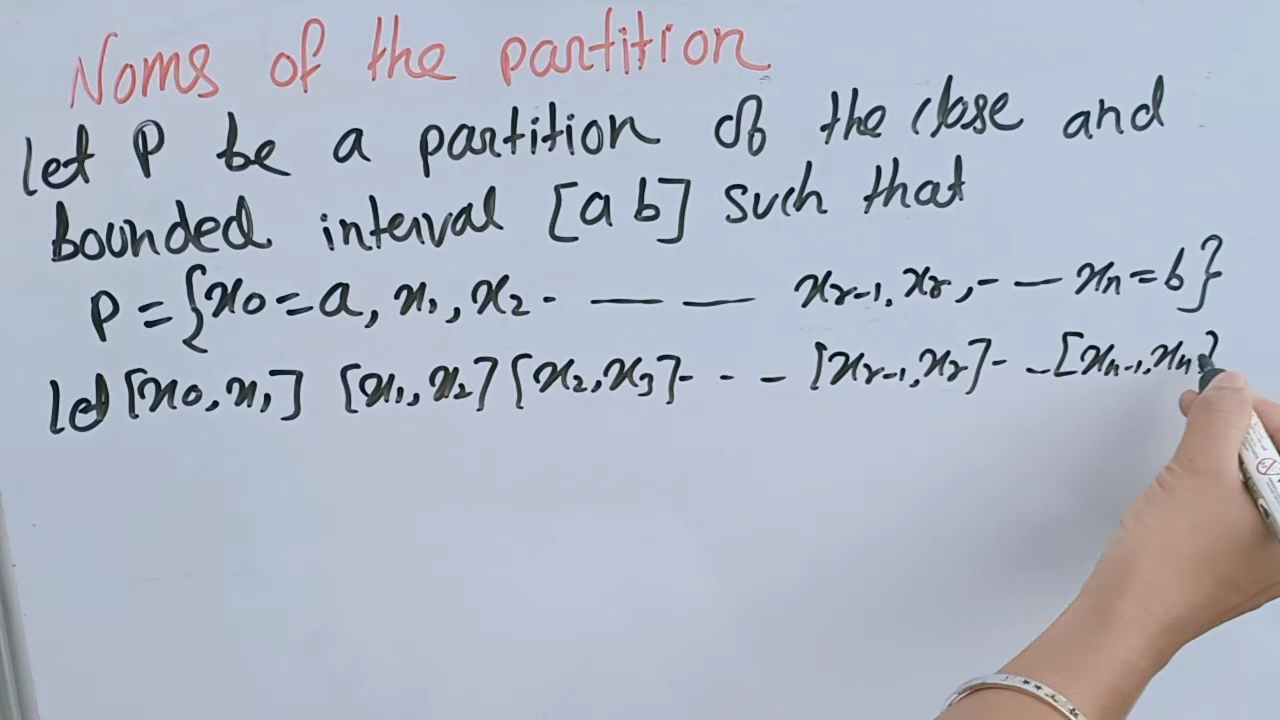 Noms of the partition
let P be a partition of the close and
bounded interval [a b] such that
P = {x0 = a, x1, x2 - — — xr-1, xr, - — xn = b}
let [x0, x1] [x1, x2] [x2, x3] - - - [xr-1, xr] - - [xn-1, xn]